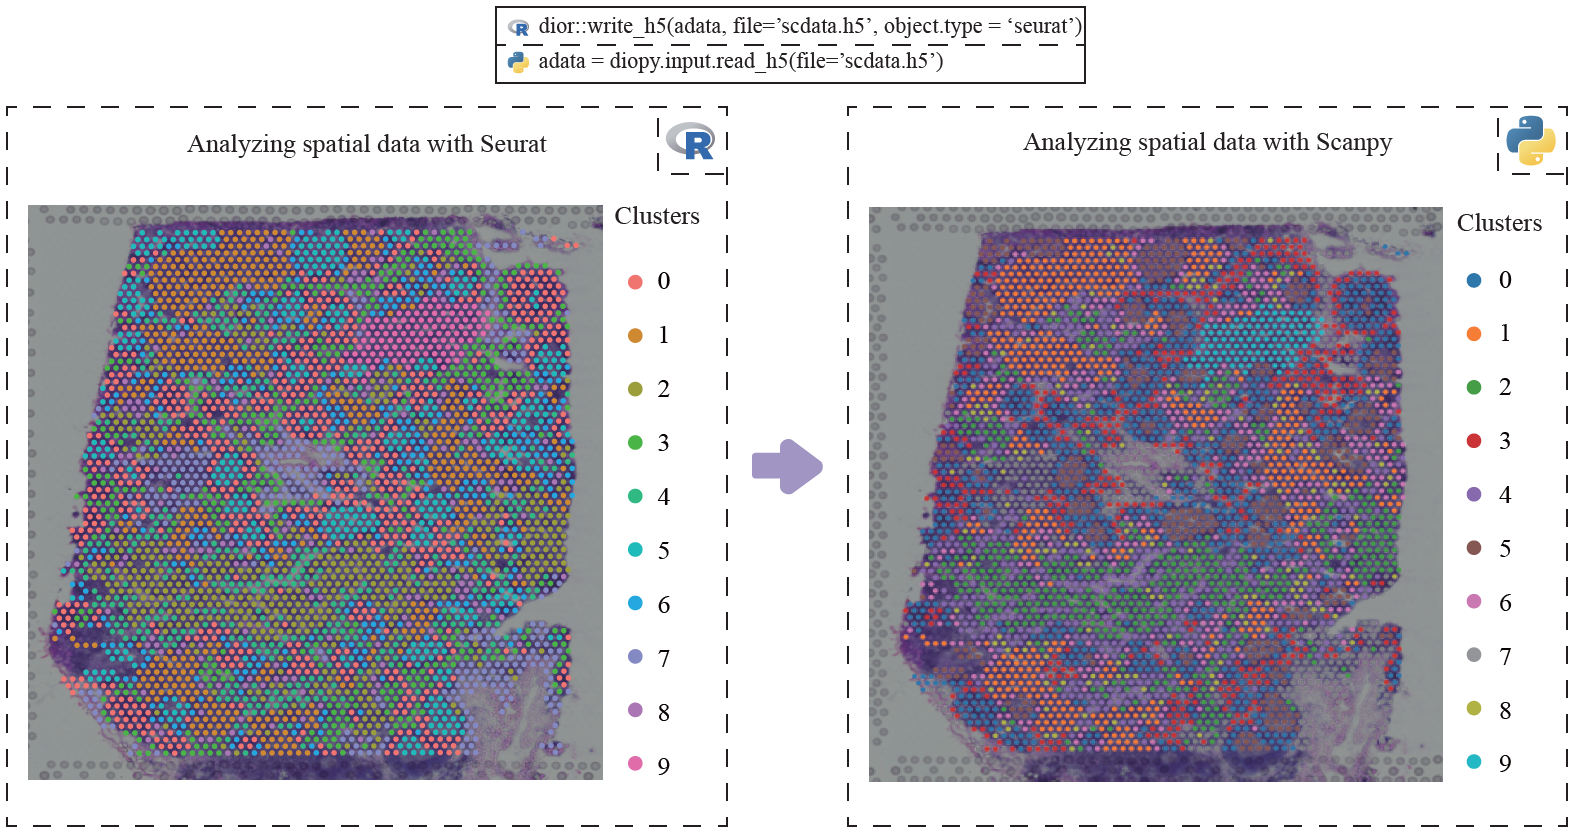 dior::write_h5(adata, file=’scdata.h5’, object.type = ‘seurat’)
adata = diopy.input.read_h5(file=’scdata.h5’)
Analyzing spatial data with Seurat
R
Clusters
0
1
2
3
4
5
6
7
8
9
Analyzing spatial data with Scanpy
Clusters
0
1
2
3
4
5
6
7
8
9